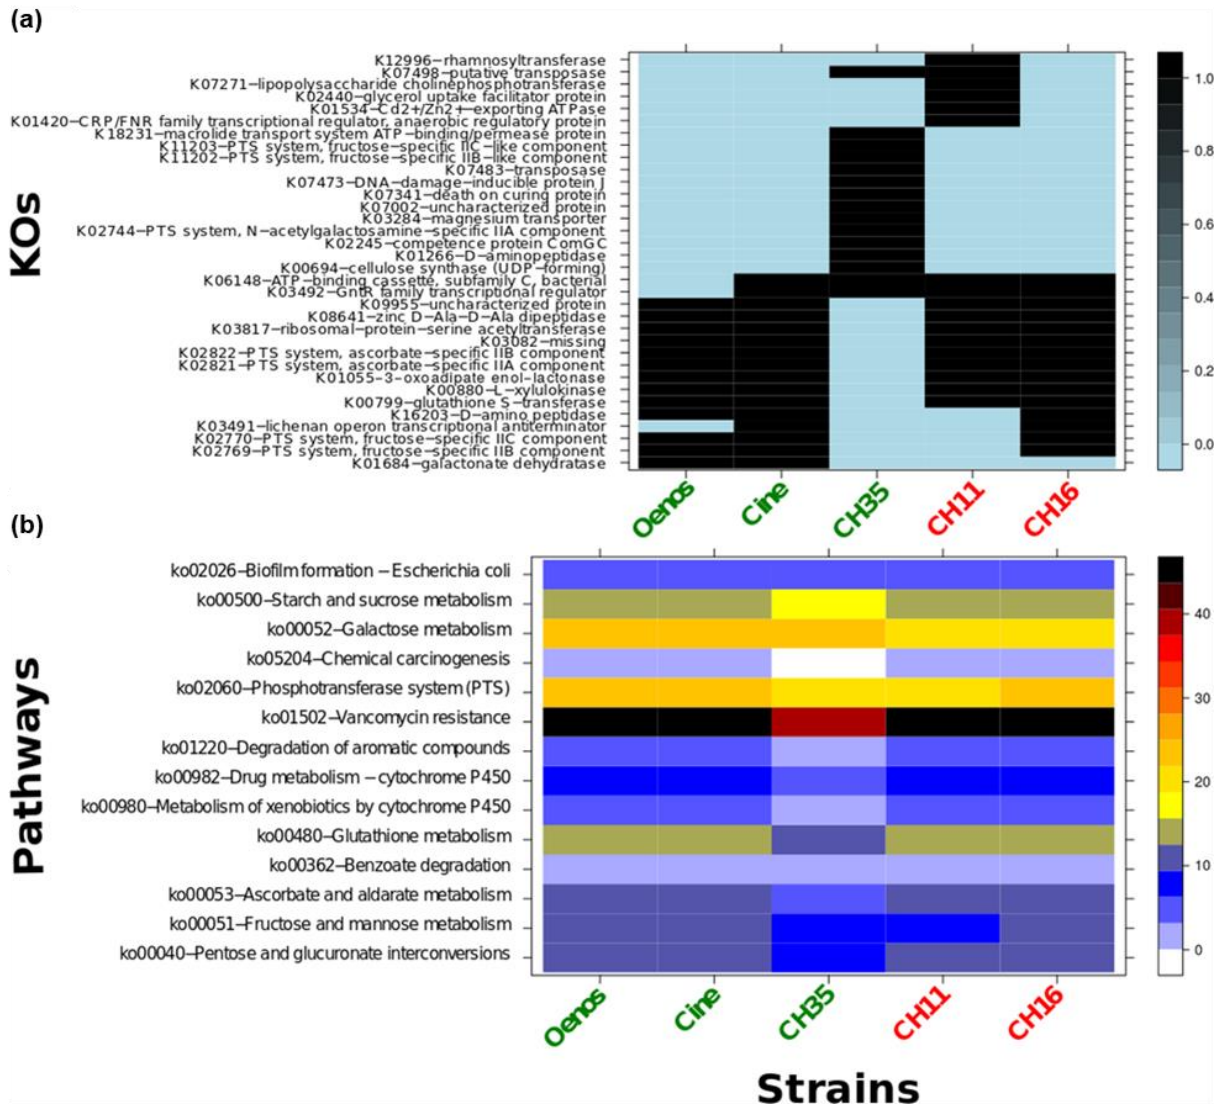 (a)
KOs
K12996–rhamnosyltransferase
K07498–putative transposase
K07271–lipopolysaccharide cholinephosphotransferase
K02440–glycerol uptake facilitator protein
K01534–Cd2+/Zn2+–exporting ATPase
K01420–CRP/FNR family transcriptional regulator, anaerobic regulatory protein
K18231–macrolide transport system ATP–binding/permease protein
K11203–PTS system, fructose–specific IIC–like component
K11202–PTS system, fructose–specific IIB–like component
K07483–transposase
K07473–DNA–damage–inducible protein J
K07341–death on curing protein
K07002–uncharacterized protein
K03284–magnesium transporter
K02744–PTS system, N–acetylgalactosamine–specific IIA component
K02245–competence protein ComGC
K01266–D–aminopeptidase
K00694–cellulose synthase (UDP–forming)
K06148–ATP–binding cassette, subfamily C, bacterial
K03492–GntR family transcriptional regulator
K09955–uncharacterized protein
K08641–zinc D–Ala–D–Ala dipeptidase
K03817–ribosomal–protein–serine acetyltransferase
K03082–missing
K02822–PTS system, ascorbate–specific IIB component
K02821–PTS system, ascorbate–specific IIA component
K01055–3–oxoadipate enol–lactonase
K00880–L–xylulokinase
K00799–glutathione S–transferase
K16203–D–amino peptidase
K03491–lichenan operon transcriptional antiterminator
K02770–PTS system, fructose–specific IIC component
K02769–PTS system, fructose–specific IIB component
K01684–galactonate dehydratase
1.0
0.8
0.6
0.4
0.2
0.0
Oenos
Cine
CH35
CH11
CH16
(b)
Pathways
ko02026–Biofilm formation – Escherichia coli
ko00500–Starch and sucrose metabolism
ko00052–Galactose metabolism
ko05204–Chemical carcinogenesis
ko02060–Phosphotransferase system (PTS)
ko01502–Vancomycin resistance
ko01220–Degradation of aromatic compounds
ko00982–Drug metabolism – cytochrome P450
ko00980–Metabolism of xenobiotics by cytochrome P450
ko00480–Glutathione metabolism
ko00362–Benzoate degradation
ko00053–Ascorbate and aldarate metabolism
ko00051–Fructose and mannose metabolism
ko00040–Pentose and glucuronate interconversions
40
30
20
10
0
Oenos
Cine
CH35
CH11
CH16
Strains